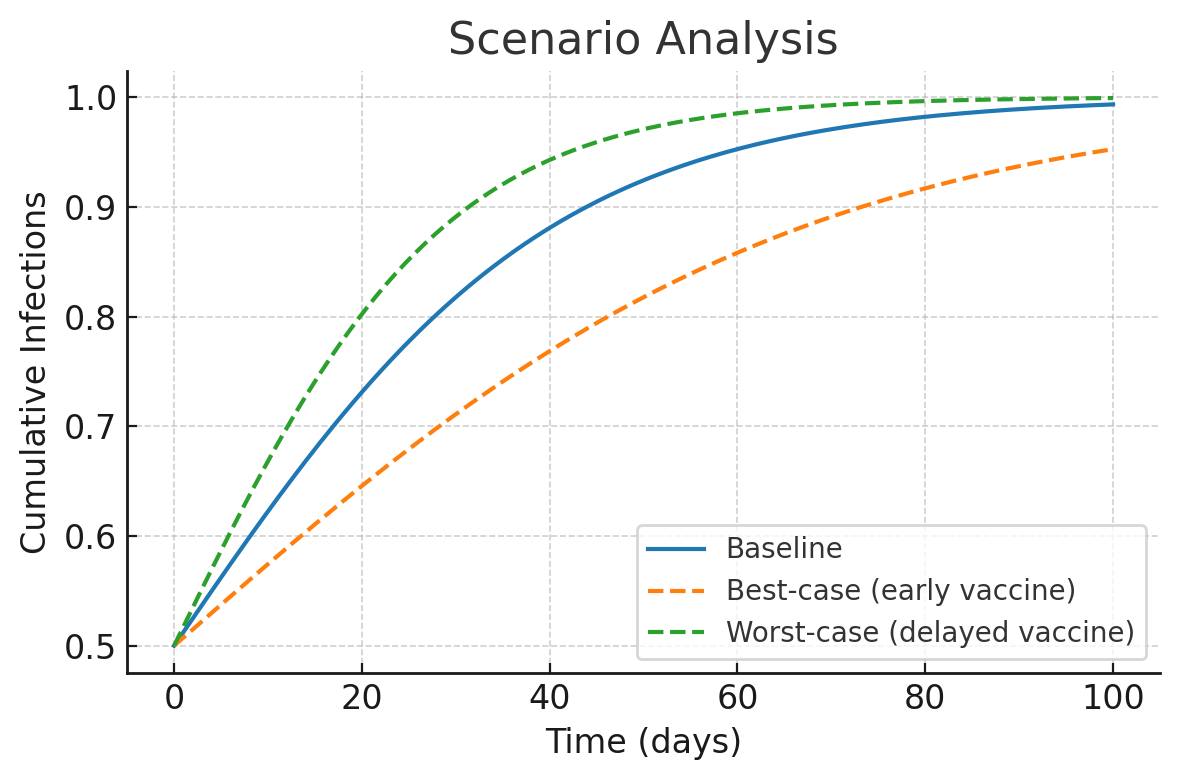 Scenario Analysis
Cumulative Infections
1.0
0.9
0.8
0.7
0.6
0.5
0
20
40
60
80
100
Time (days)
Baseline
Best-case (early vaccine)
Worst-case (delayed vaccine)